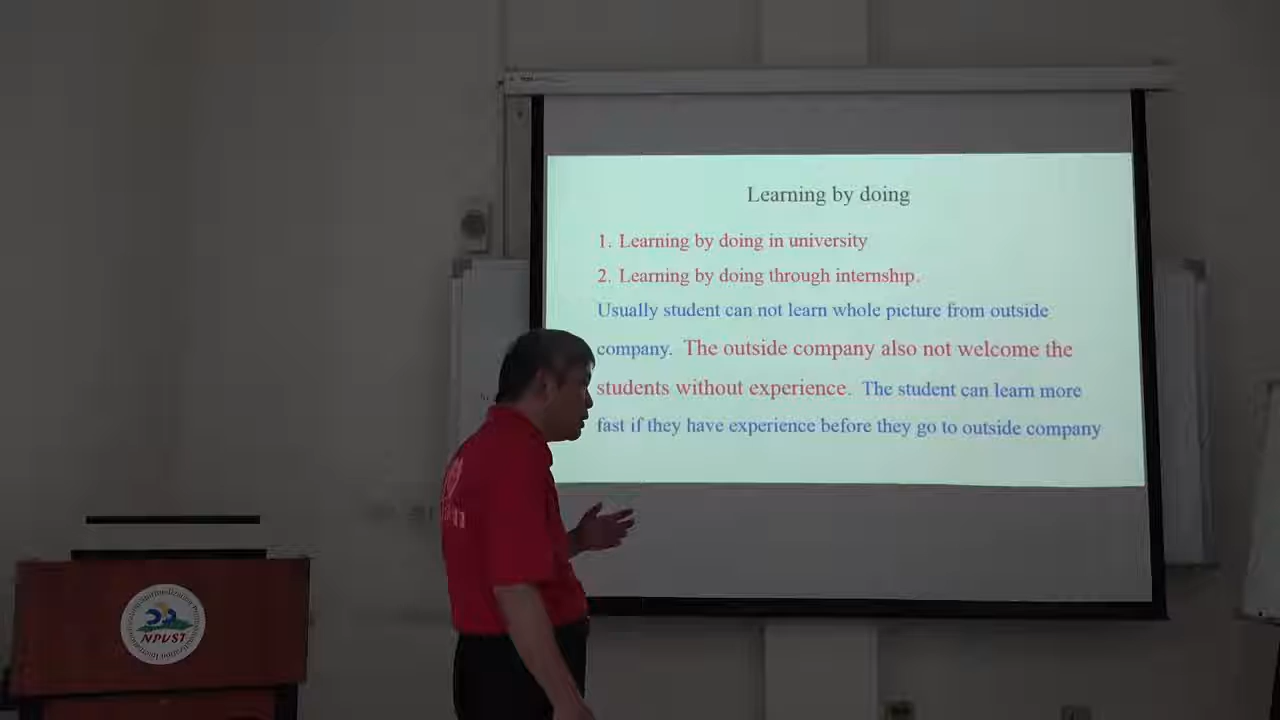 Learning by doing
1. Learning by doing in university
2. Learning by doing through internship.
Usually student can not learn whole picture from outside
company. The outside company also not welcome the
students without experience. The student can learn more
fast if they have experience before they go to outside company
NPUST